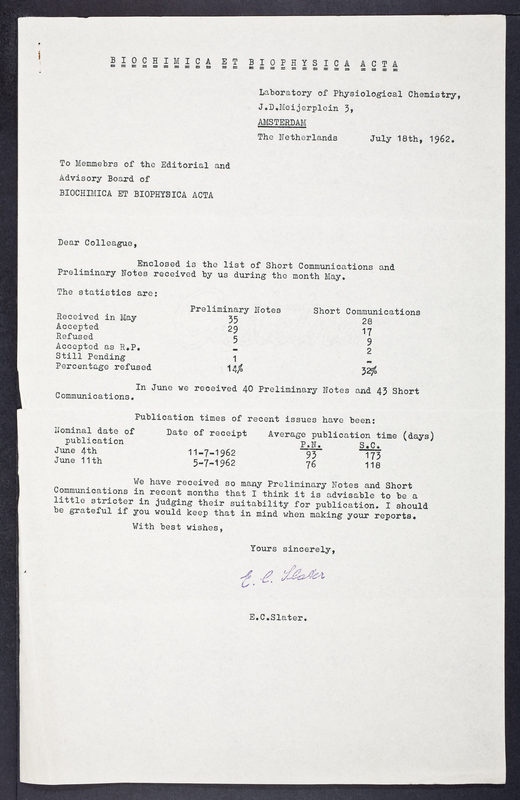 BIOCHIMICA ET BIOPHYSICA ACTA
Laboratory of Physiological Chemistry,
J.D.Meijerplein 3,
AMSTERDAM
The Netherlands July 18th, 1962.
To Memmebrs of the Editorial and
Advisory Board of
BIOCHIMICA ET BIOPHYSICA ACTA
Dear Colleague,
Enclosed is the list of Short Communications and
Preliminary Notes received by us during the month May.
The statistics are:
Preliminary Notes Short Communications
Received in May 35 28
Accepted 29 17
Refused 5 9
Accepted as R.P. - 2
Still Pending 1 -
Percentage refused 14% 32%
In June we received 40 Preliminary Notes and 43 Short
Communications.
Publication times of recent issues have been:
Nominal date of Date of receipt Average publication time (days)
publication P.N. S.C.
June 4th 11-7-1962 93 173
June 11th 5-7-1962 76 118
We have received so many Preliminary Notes and Short
Communications in recent months that I think it is advisable to be a
little stricter in judging their suitability for publication. I should
be grateful if you would keep that in mind when making your reports.
With best wishes,
Yours sincerely,
E. C. Slater
E.C.Slater.